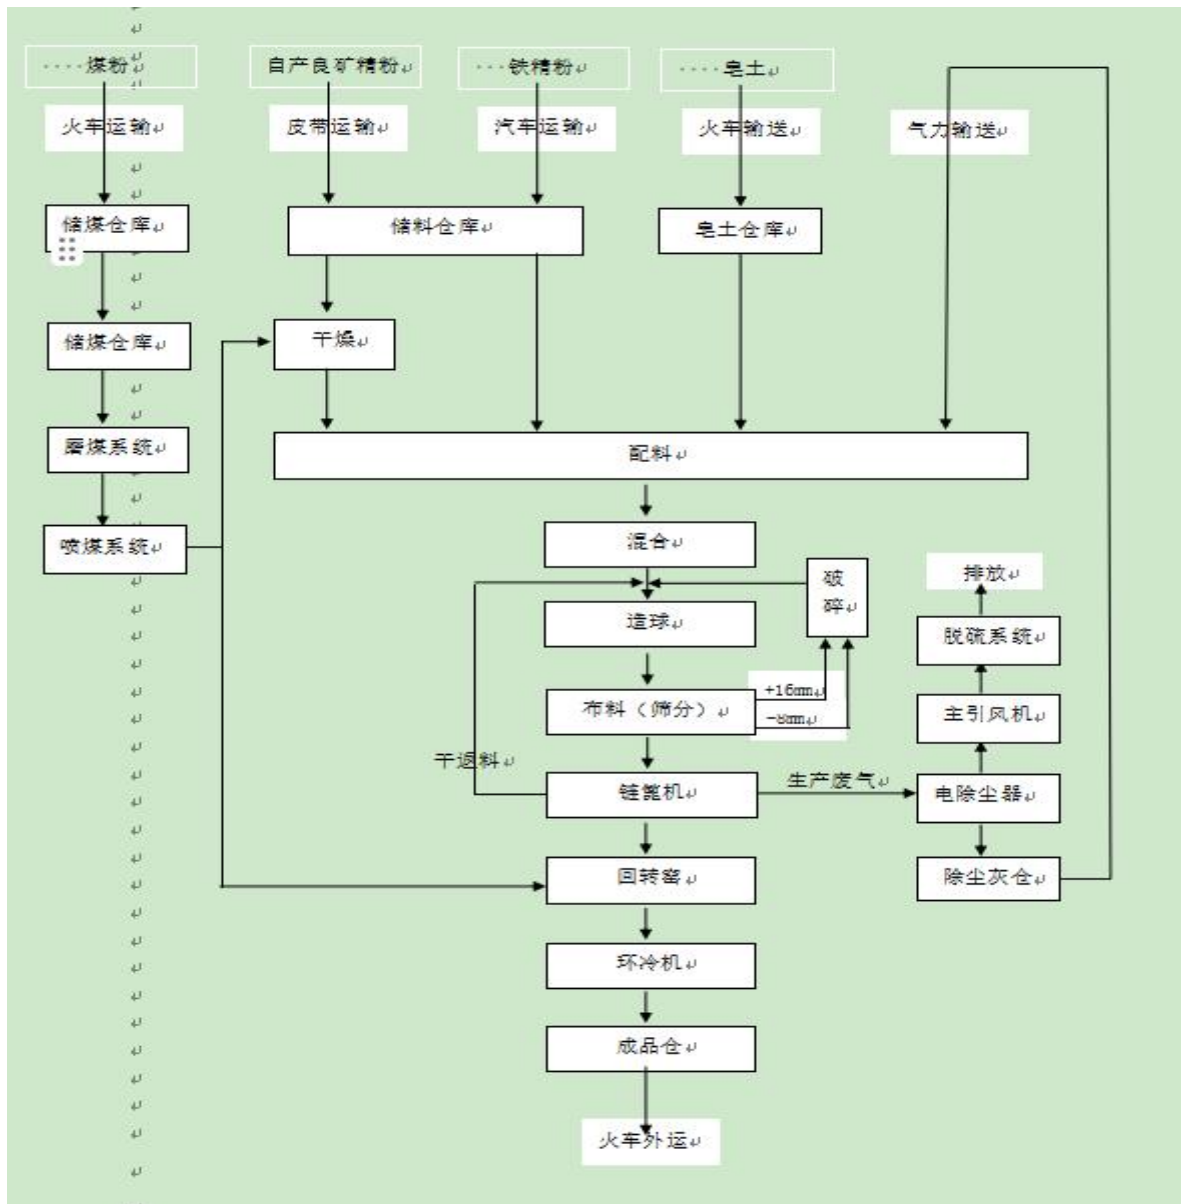 煤粉
自产良矿精粉
铁精粉
皂土
火车运输
皮带运输
汽车运输
火车输送
气力输送
储煤仓库
储料仓库
皂土仓库
储煤仓库
干燥
磨煤系统
配料
喷煤系统
混合
破
碎
排放
造球
脱硫系统
+16mm
布料（筛分）
-8mm
主引风机
干返料
生产废气
链篦机
电除尘器
回转窑
除尘灰仓
环冷机
成品仓
火车外运